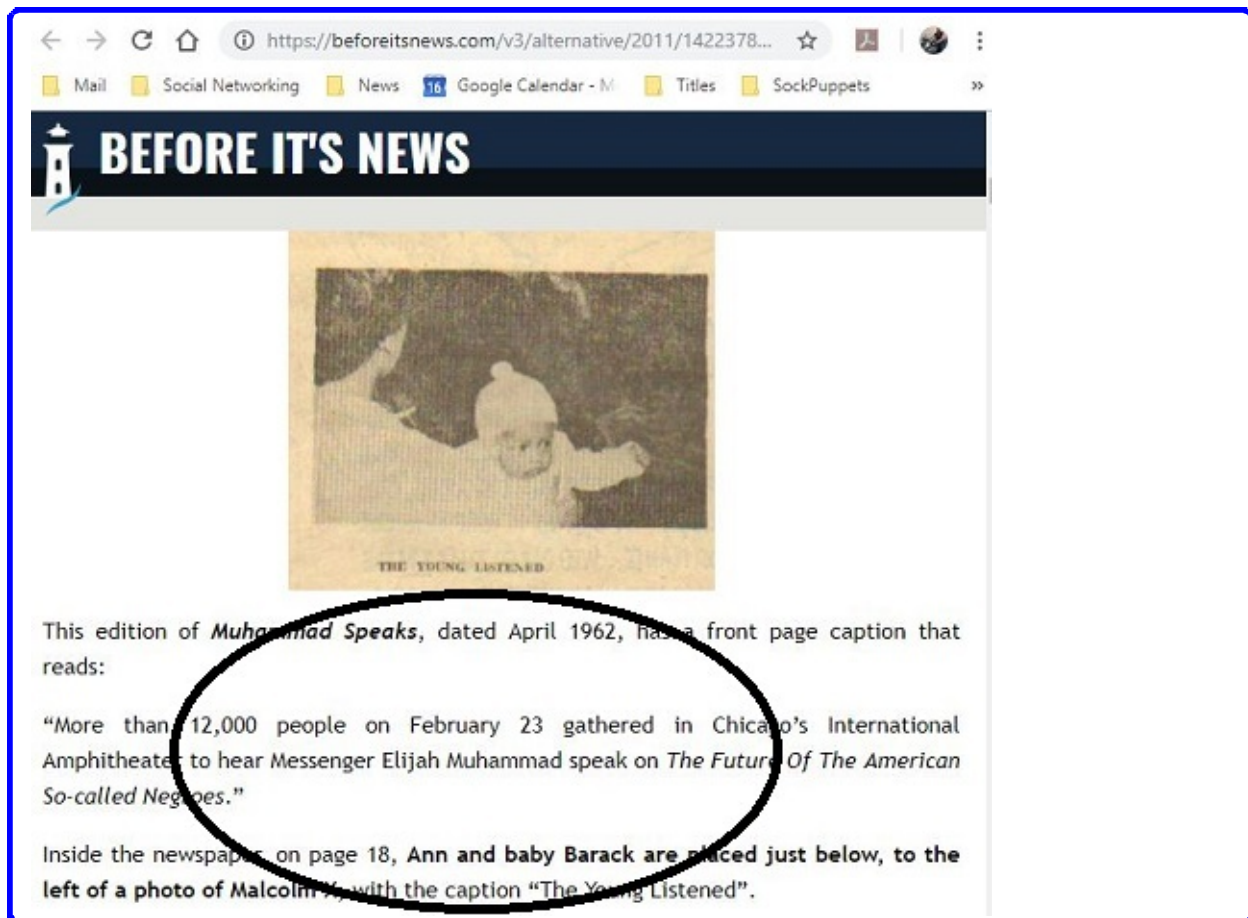 https://beforeitsnews.com/v3/alternative/2011/1422378...
Mail Social Networking News 16 Google Calendar - M Titles SockPuppets »
BEFORE IT'S NEWS
THE YOUNG LISTENED
This edition of Muhammad Speaks, dated April 1962, has a front page caption that
reads:
“More than 12,000 people on February 23 gathered in Chicago’s International
Amphitheater to hear Messenger Elijah Muhammad speak on The Future Of The American
So-called Negroes.”
Inside the newspaper, on page 18, Ann and baby Barack are placed just below, to the
left of a photo of Malcolm X, with the caption “The Young Listened”.